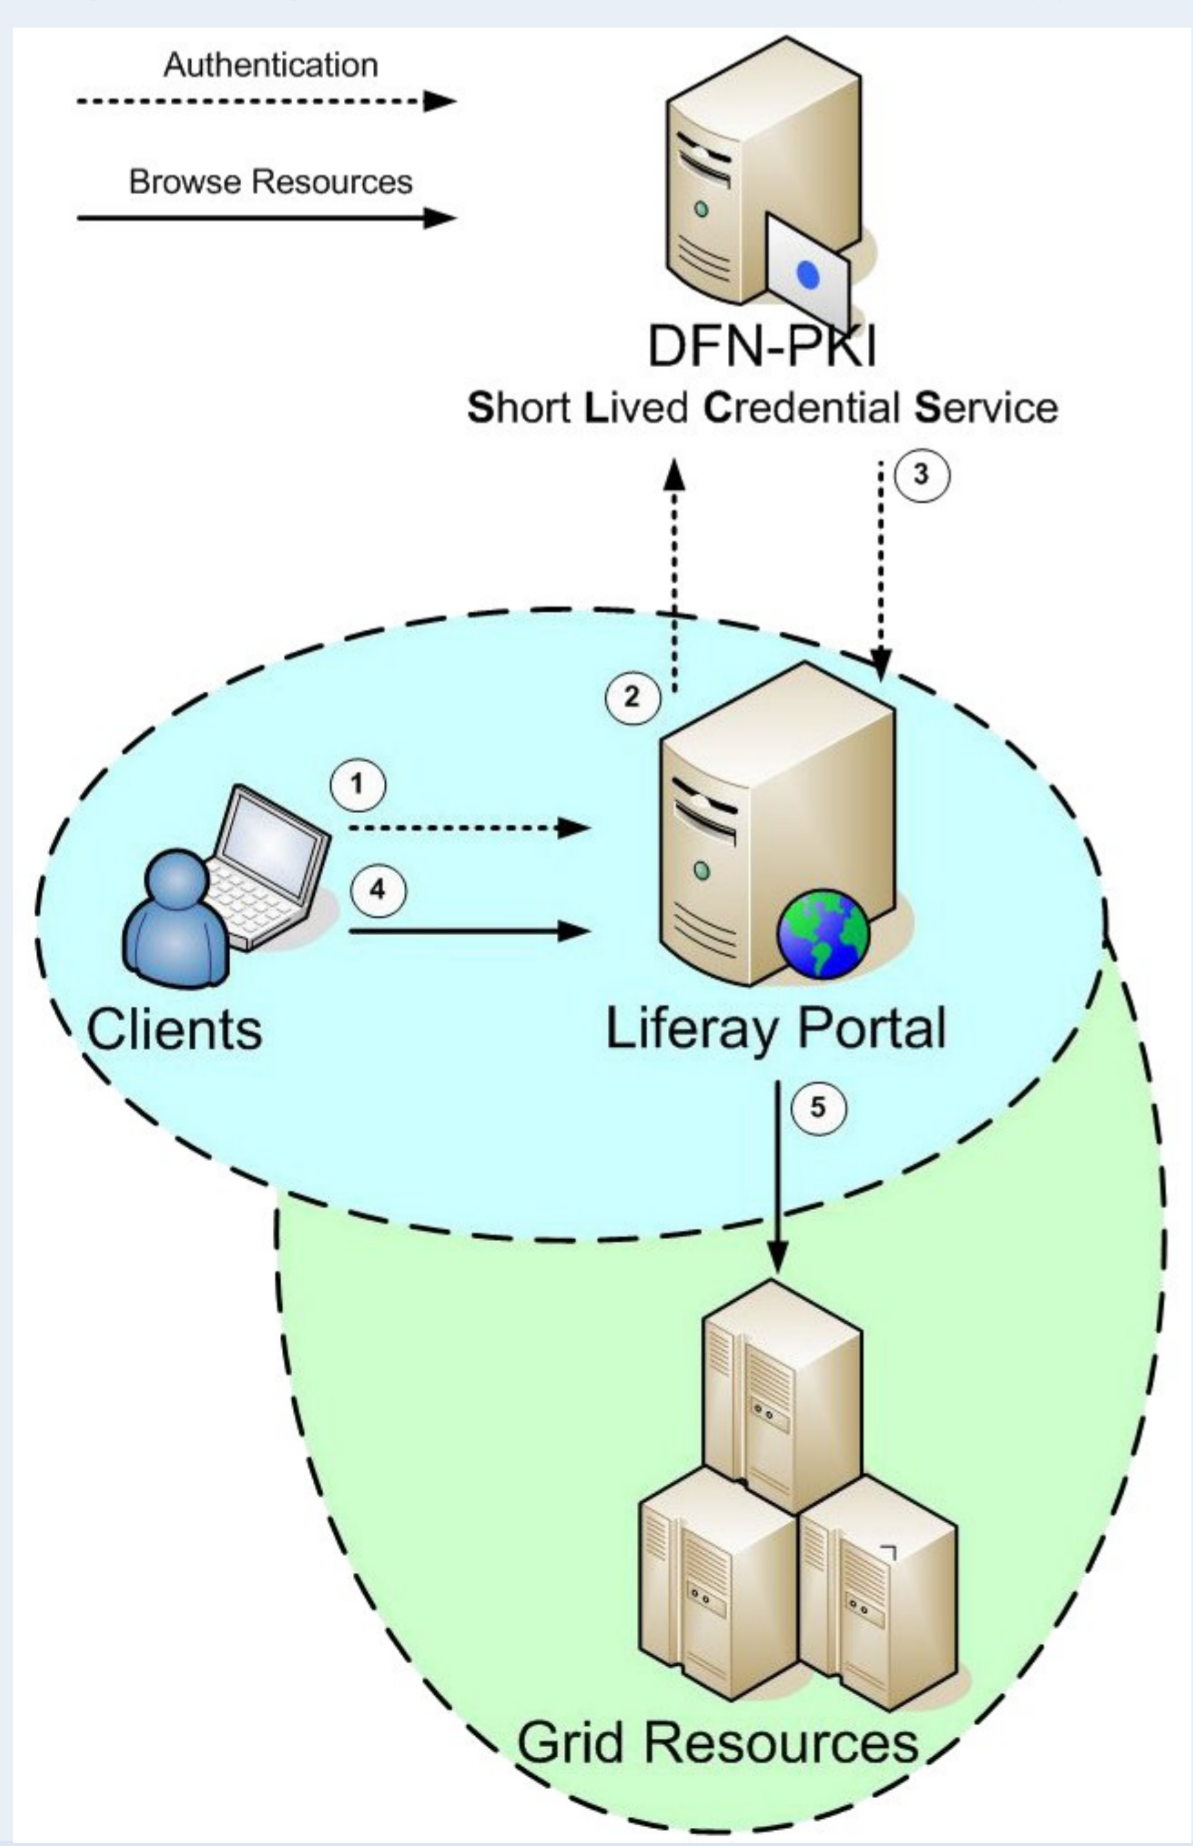 Authentication
Browse Resources
DFN-PKI
Short Lived Credential Service
3
2
1
4
Clients
Liferay Portal
5
Grid Resources